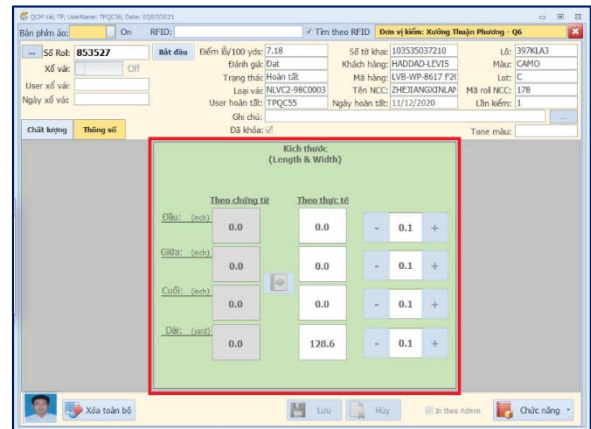 QCM Vải; TP; UserName: TPQC55, Date: 03/07/2021
Bàn phím ảo: On RFID: Tìm theo RFID Đơn vị kiểm: Xưởng Thuận Phương - Q6
... Số Rol: 853527 Bắt đầu Điểm lỗi/100 yds: 7.18 Số tờ khai: 103535037210 Lô: 397KLA3
Xổ vải: Off Đánh giá: Đạt Khách hàng: HADDAD-LEVIS Màu: CAMO
User xổ vải: Trạng thái: Hoàn tất Mã hàng: LVB-WP-8617 F2( Lot: C
Ngày xổ vải: Loại vải: NLVC2-98C0003 Tên NCC: ZHEJIANGXINLAN Mã rol NCC: 178
User hoàn tất: TPQC55 Ngày hoàn tất: 11/12/2020 Lần kiểm: 1
Ghi chú: ...
Chất lượng Thông số Đã khóa: Tone màu:
Kích thước
(Length & Width)
Theo chứng từ Theo thực tế
Đầu: (inch) 0.0 0.0 - 0.1 +
Giữa: (inch) 0.0 0.0 - 0.1 +
Cuối: (inch) 0.0 0.0 - 0.1 +
Dài: (yard) 0.0 128.6 - 0.1 +
Xóa toàn bộ Lưu Hủy In theo Admin Chức năng